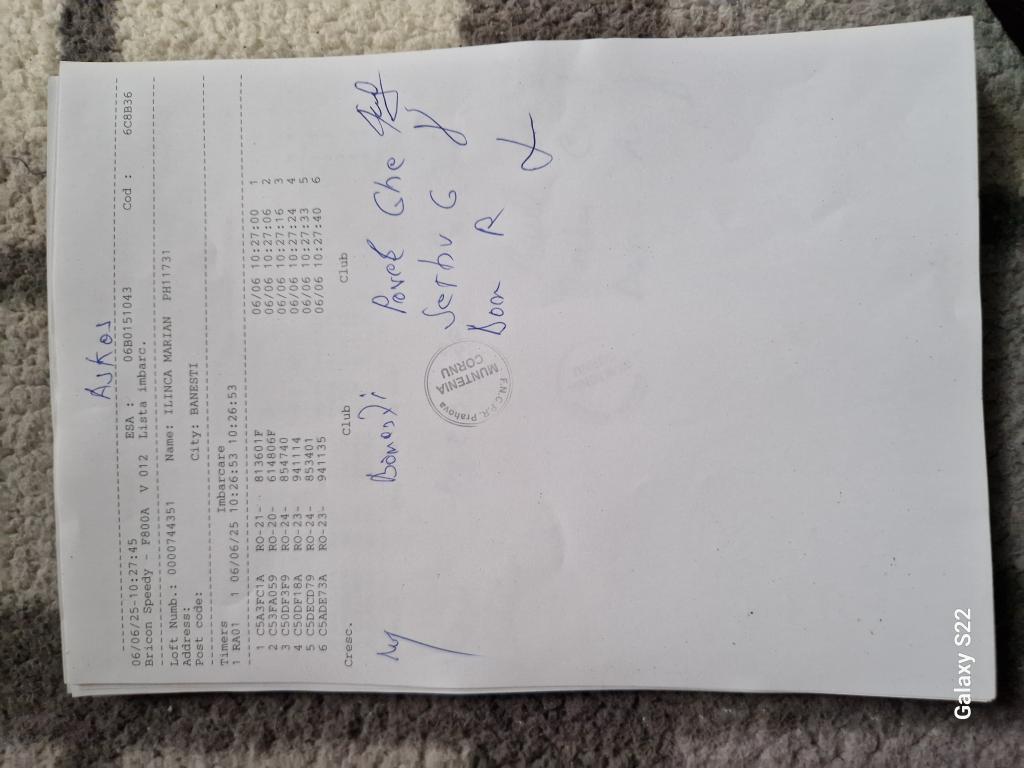 Askos
06/06/25-10:27:45 ESA : 06B0151043 Cod : 6C8B36
Bricon Speedy - F800A V 012 Lista imbarc.
Loft Numb.: 0000744351 Name: ILINCA MARIAN PH11731
Address:
Post code: City: BANESTI
Timers Imbarcare
1 RA01 1 06/06/25 10:26:53 10:26:53
1 C5A3FC1A RO-21- 813601F 06/06 10:27:00 1
2 C53FA059 RO-20- 614806F 06/06 10:27:06 2
3 C50DF3F9 RO-24- 854740 06/06 10:27:16 3
4 C50DF18A RO-23- 941114 06/06 10:27:24 4
5 C5DECD79 RO-24- 853401 06/06 10:27:33 5
6 C5ADE73A RO-23- 941135 06/06 10:27:40 6
Cresc. Club Club
Banesti Pavel Ghe
Serbu G
R
F.N.C.P.R. Prahova
MUNTENIA
CORNU
Galaxy S22